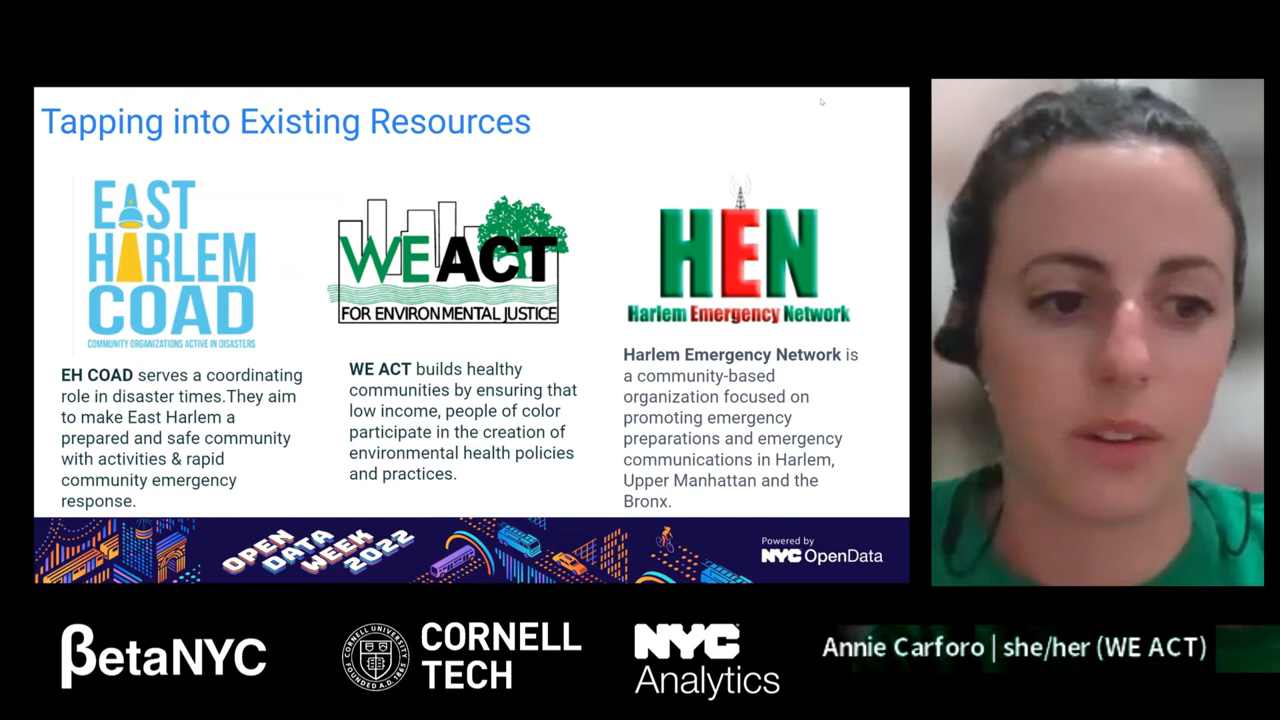 Tapping into Existing Resources
EAST
HARLEM
COAD
COMMUNITY ORGANIZATIONS ACTIVE IN DISASTERS
EH COAD serves a coordinating
role in disaster times.They aim
to make East Harlem a
prepared and safe community
with activities & rapid
community emergency
response.
WE ACT
FOR ENVIRONMENTAL JUSTICE
WE ACT builds healthy
communities by ensuring that
low income, people of color
participate in the creation of
environmental health policies
and practices.
HEN
Harlem Emergency Network
Harlem Emergency Network is
a community-based
organization focused on
promoting emergency
preparations and emergency
communications in Harlem,
Upper Manhattan and the
Bronx.
OPEN
DATA
WEEK
2022
Powered by
NYC OpenData
βetaNYC
CORNELL UNIVERSITY
FOUNDED A.D. 1865
CORNELL
TECH
NYC
Analytics
Annie Carforo | she/her (WE ACT)